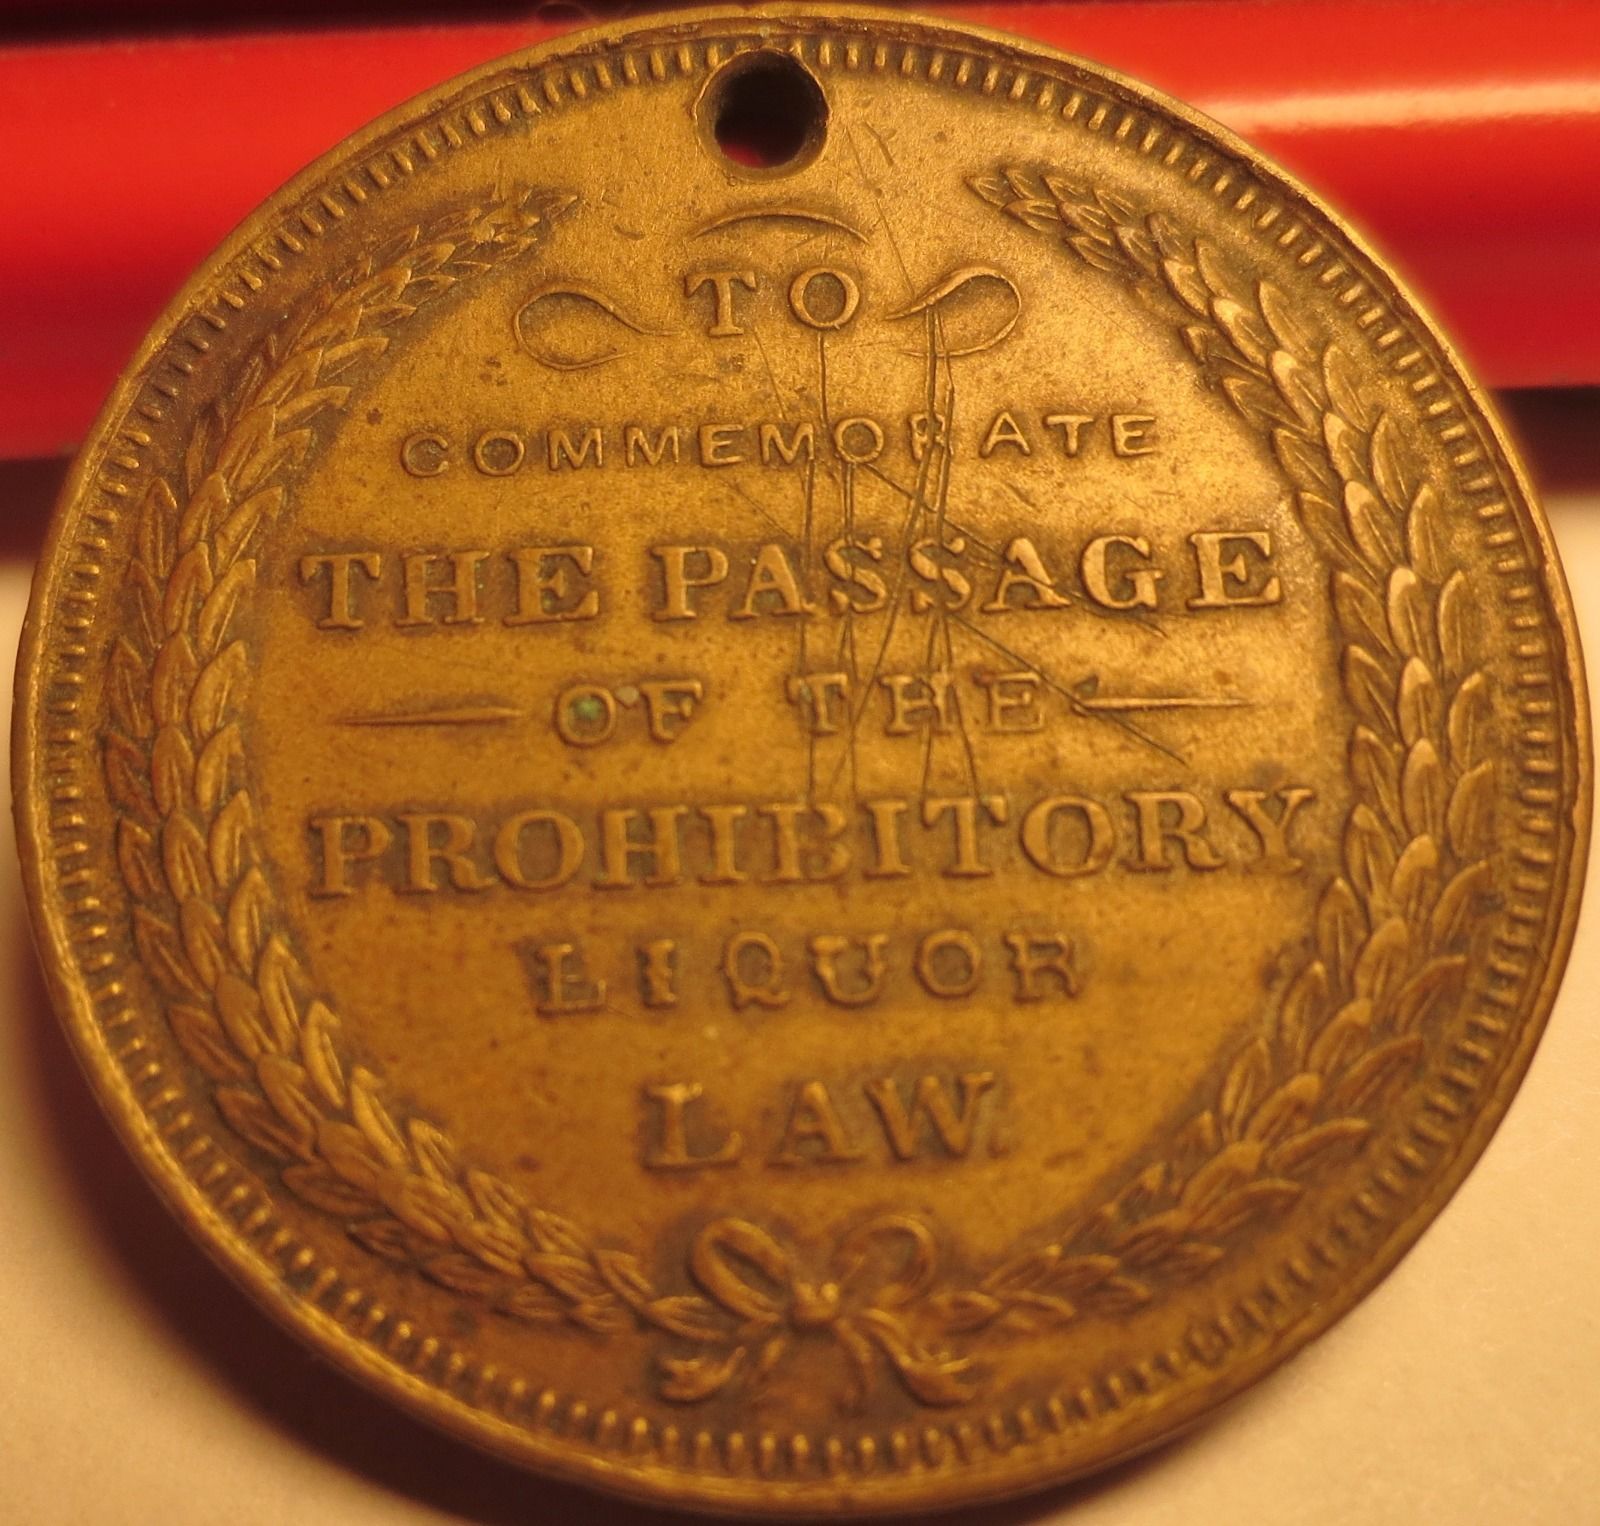 TO
COMMEMORATE
THE PASSAGE
OF THE
PROHIBITORY
LIQUOR
LAW.